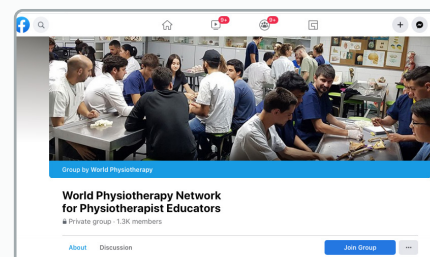 9+
9+
Group by World Physiotherapy
World Physiotherapy Network
for Physiotherapist Educators
Private group · 1.3K members
About Discussion
Join Group